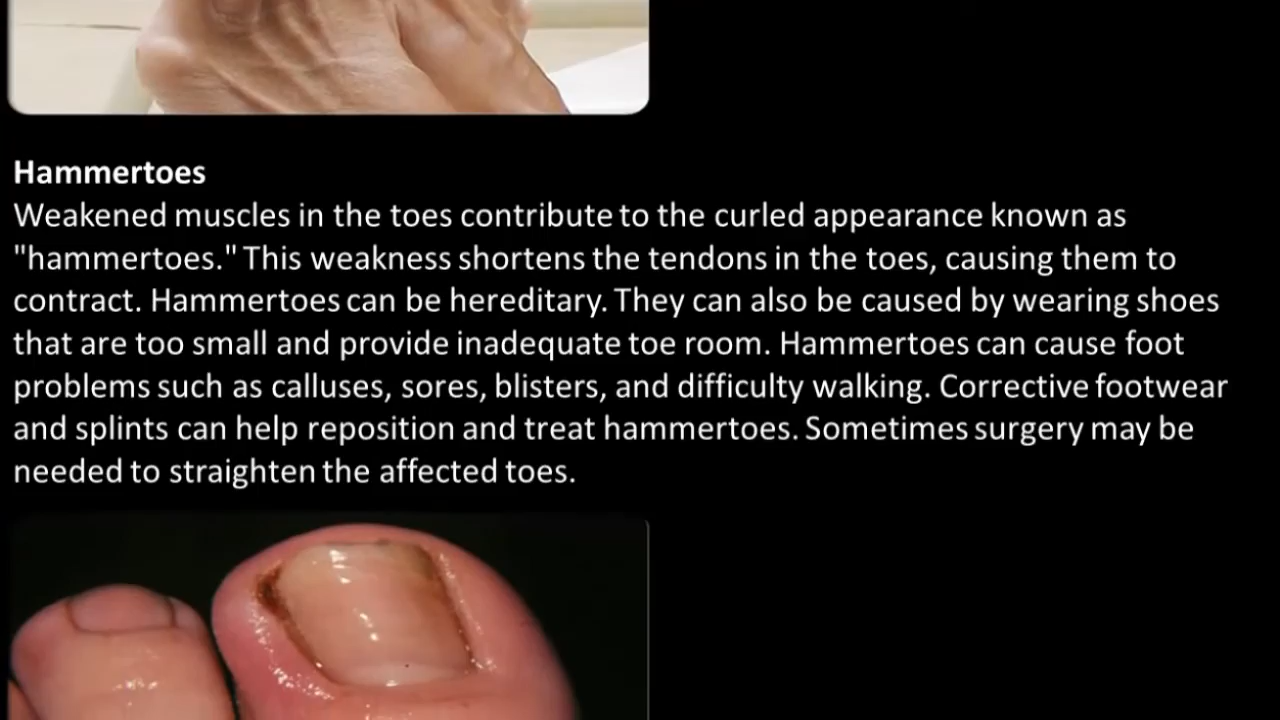 Hammertoes
Weakened muscles in the toes contribute to the curled appearance known as
"hammertoes." This weakness shortens the tendons in the toes, causing them to
contract. Hammertoes can be hereditary. They can also be caused by wearing shoes
that are too small and provide inadequate toe room. Hammertoes can cause foot
problems such as calluses, sores, blisters, and difficulty walking. Corrective footwear
and splints can help reposition and treat hammertoes. Sometimes surgery may be
needed to straighten the affected toes.